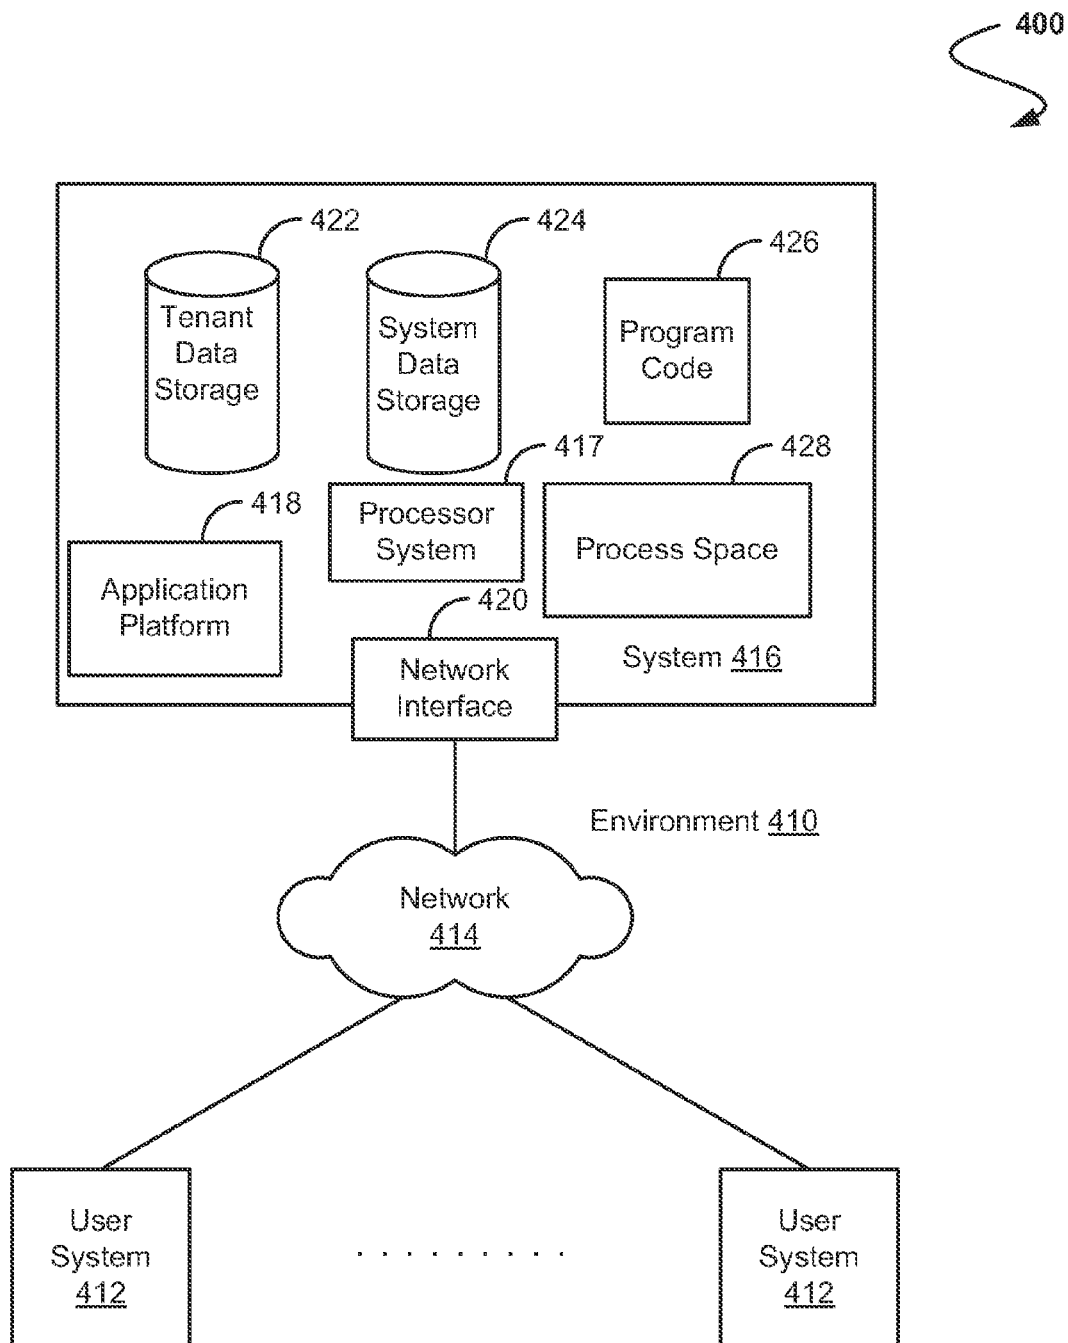 400
422
424
426
Tenant
Data
Storage
System
Data
Storage
Program
Code
417
428
418
Processor
System
Process Space
Application
Platform
420
Network
Interface
System 416
Environment 410
Network
414
User
System
412
. . . . . . . . .
User
System
412